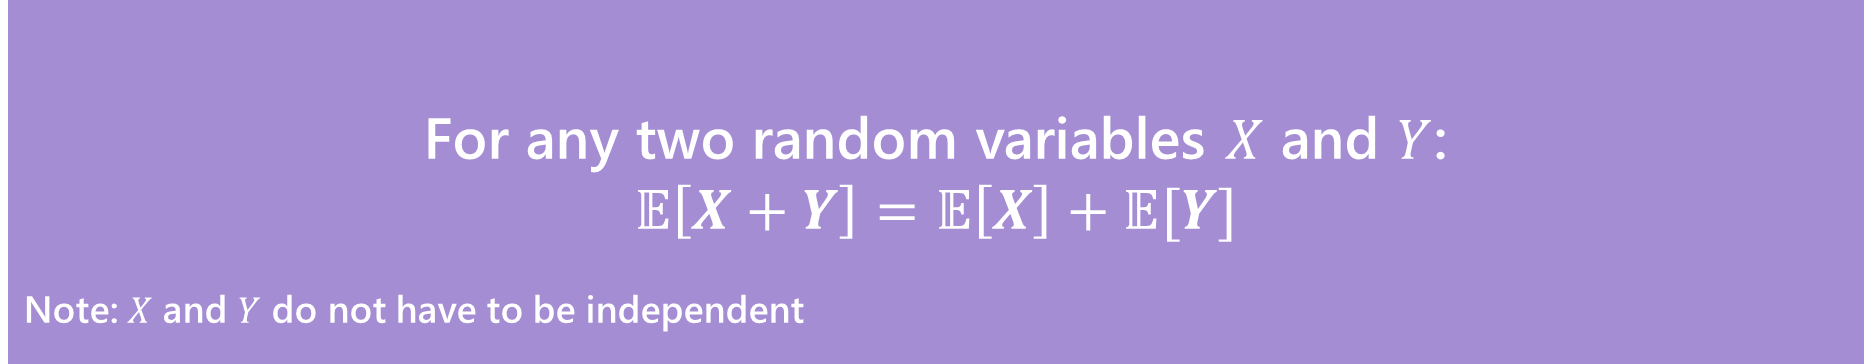 For any two random variables 𝑋 and 𝑌:
𝔼[𝑿 + 𝒀] = 𝔼[𝑿] + 𝔼[𝒀]
Note: 𝑋 and 𝑌 do not have to be independent